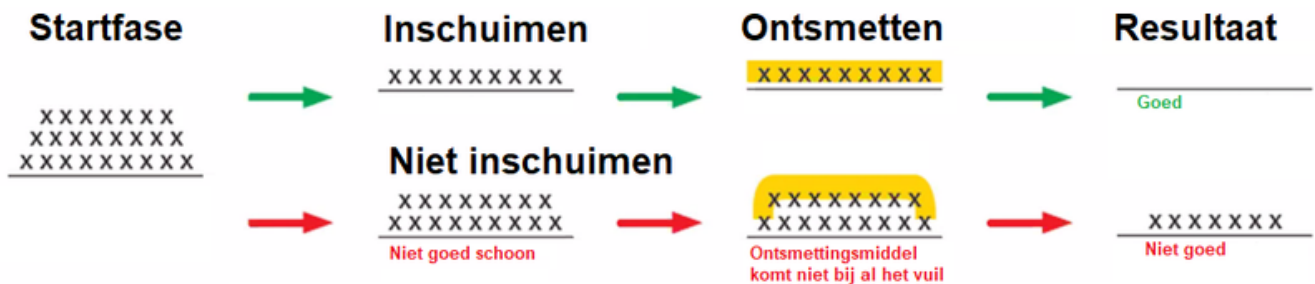 Startfase
Inschuimen
Ontsmetten
Resultaat
x x x x x x x x x
x x x x x x x x x
Goed
x x x x x x x
x x x x x x x x
x x x x x x x x x
Niet inschuimen
x x x x x x x x
x x x x x x x x x
Niet goed schoon
x x x x x x x x
x x x x x x x x x
Ontsmettingsmiddel
komt niet bij al het vuil
x x x x x x x
Niet goed